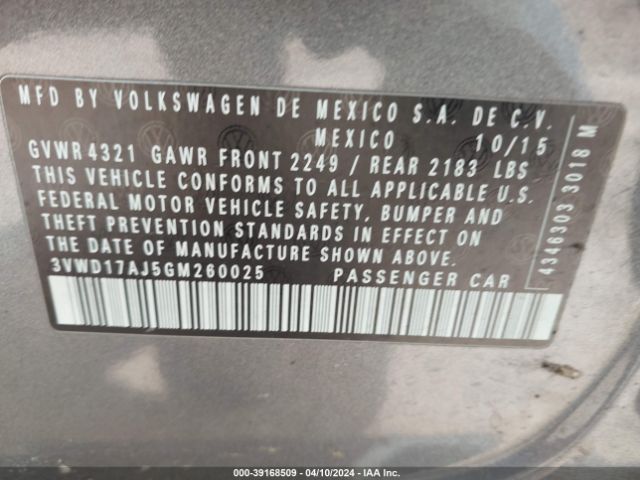 MFD BY VOLKSWAGEN DE MEXICO S.A. DE C.V.
MEXICO 10/15
GVWR 4321 GAWR FRONT 2249 / REAR 2183 LBS
THIS VEHICLE CONFORMS TO ALL APPLICABLE U.S.
FEDERAL MOTOR VEHICLE SAFETY, BUMPER AND
THEFT PREVENTION STANDARDS IN EFFECT ON
THE DATE OF MANUFACTURE SHOWN ABOVE.
3VWD17AJ5GM260025 PASSENGER CAR
4346303 3018 M
000-39168509 - 04/10/2024 - IAA Inc.